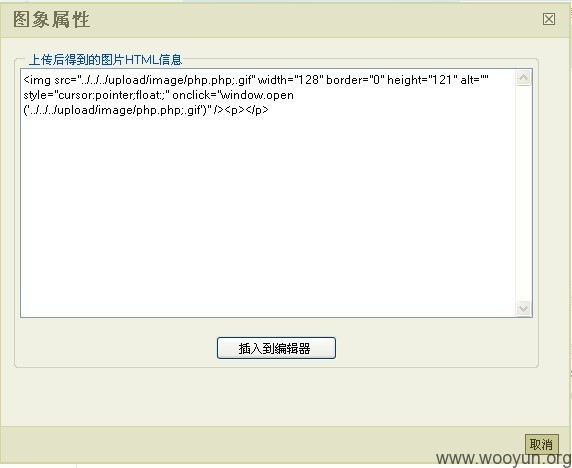 图象属性
上传后得到的图片HTML信息
<img src="../../../upload/image/php.php;.gif" width="128" border="0" height="121" alt=""
style="cursor:pointer;float:;" onclick="window.open
('../../../upload/image/php.php;.gif')" /><p></p>
插入到编辑器
取消
www.wooyun.org